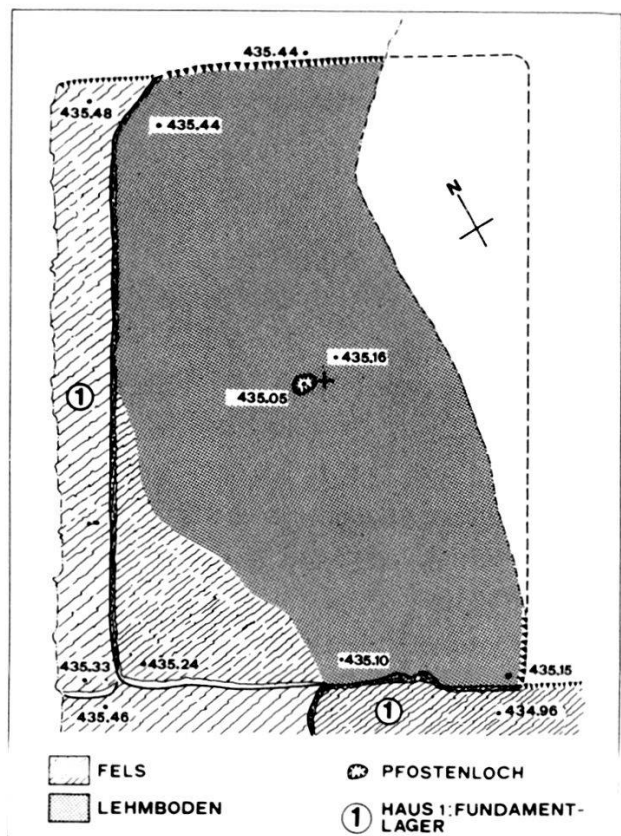 435.44
435.48
435.44
N
435.16
1
435.05
435.33
435.24
435.10
435.15
435.46
1
434.96
FELS
PFOSTENLOCH
LEHMBODEN
1 HAUS 1: FUNDAMENT-
LAGER